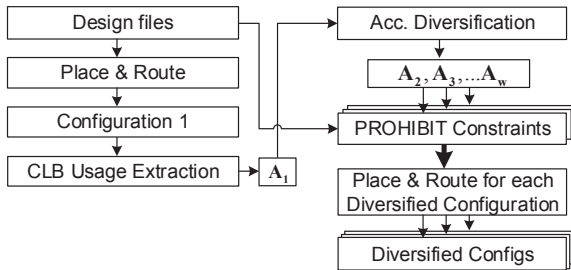 Design files
Place & Route
Configuration 1
CLB Usage Extraction
A₁
Acc. Diversification
A₂, A₃, ...A_w
PROHIBIT Constraints
Place & Route for each
Diversified Configuration
Diversified Configs